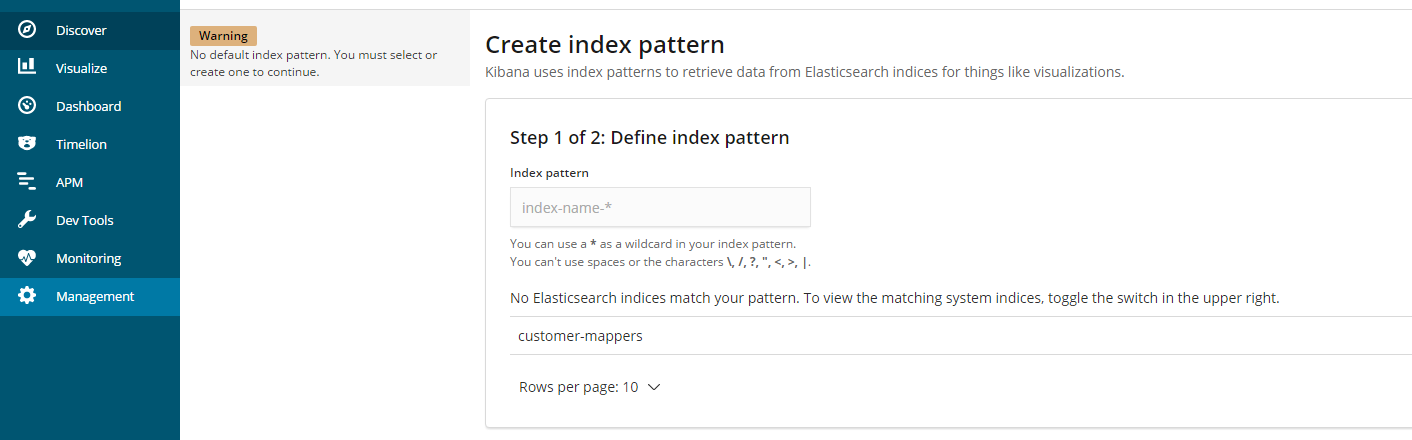 Discover
Visualize
Dashboard
Timelion
APM
Dev Tools
Monitoring
Management
Warning
No default index pattern. You must select or
create one to continue.
Create index pattern
Kibana uses index patterns to retrieve data from Elasticsearch indices for things like visualizations.
Step 1 of 2: Define index pattern
Index pattern
index-name-*
You can use a * as a wildcard in your index pattern.
You can't use spaces or the characters \, /, ?, ", <, >, |.
No Elasticsearch indices match your pattern. To view the matching system indices, toggle the switch in the upper right.
customer-mappers
Rows per page: 10